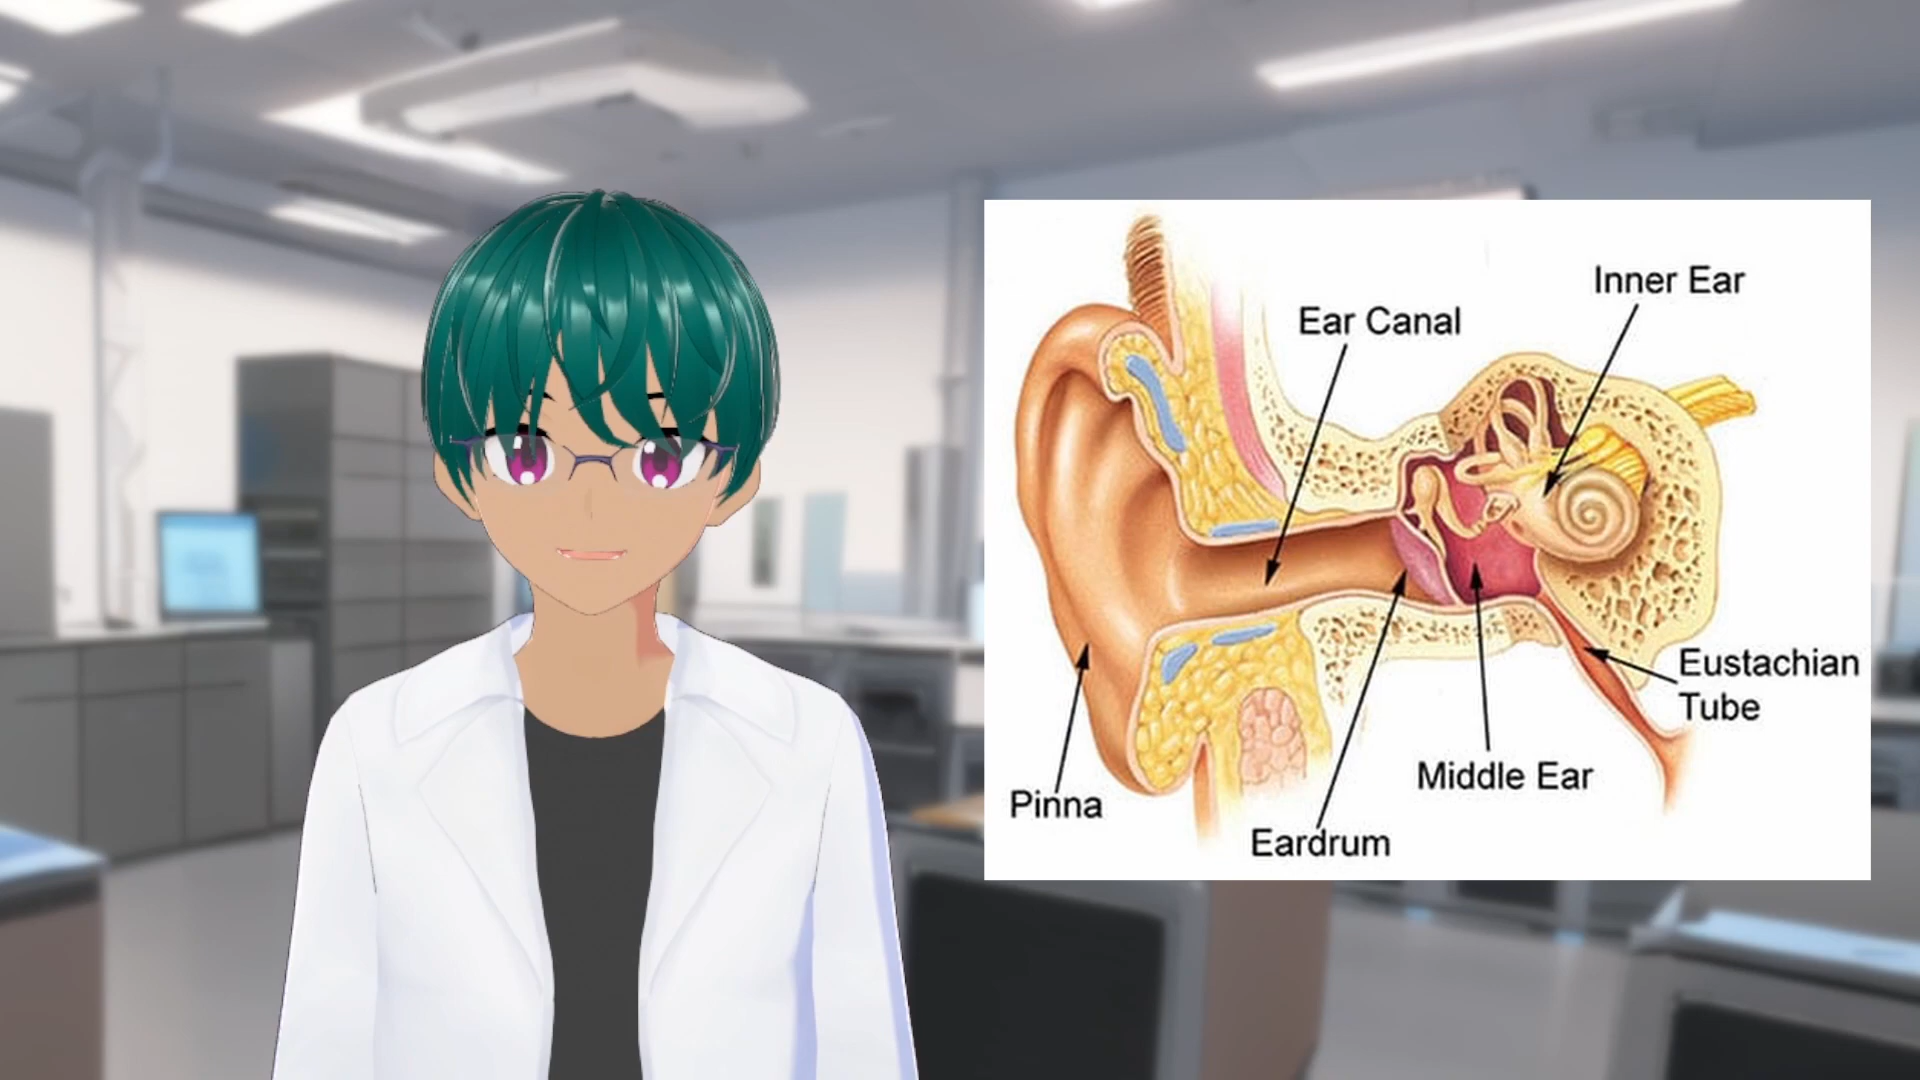 Inner Ear
Ear Canal
Eustachian
Tube
Middle Ear
Pinna
Eardrum